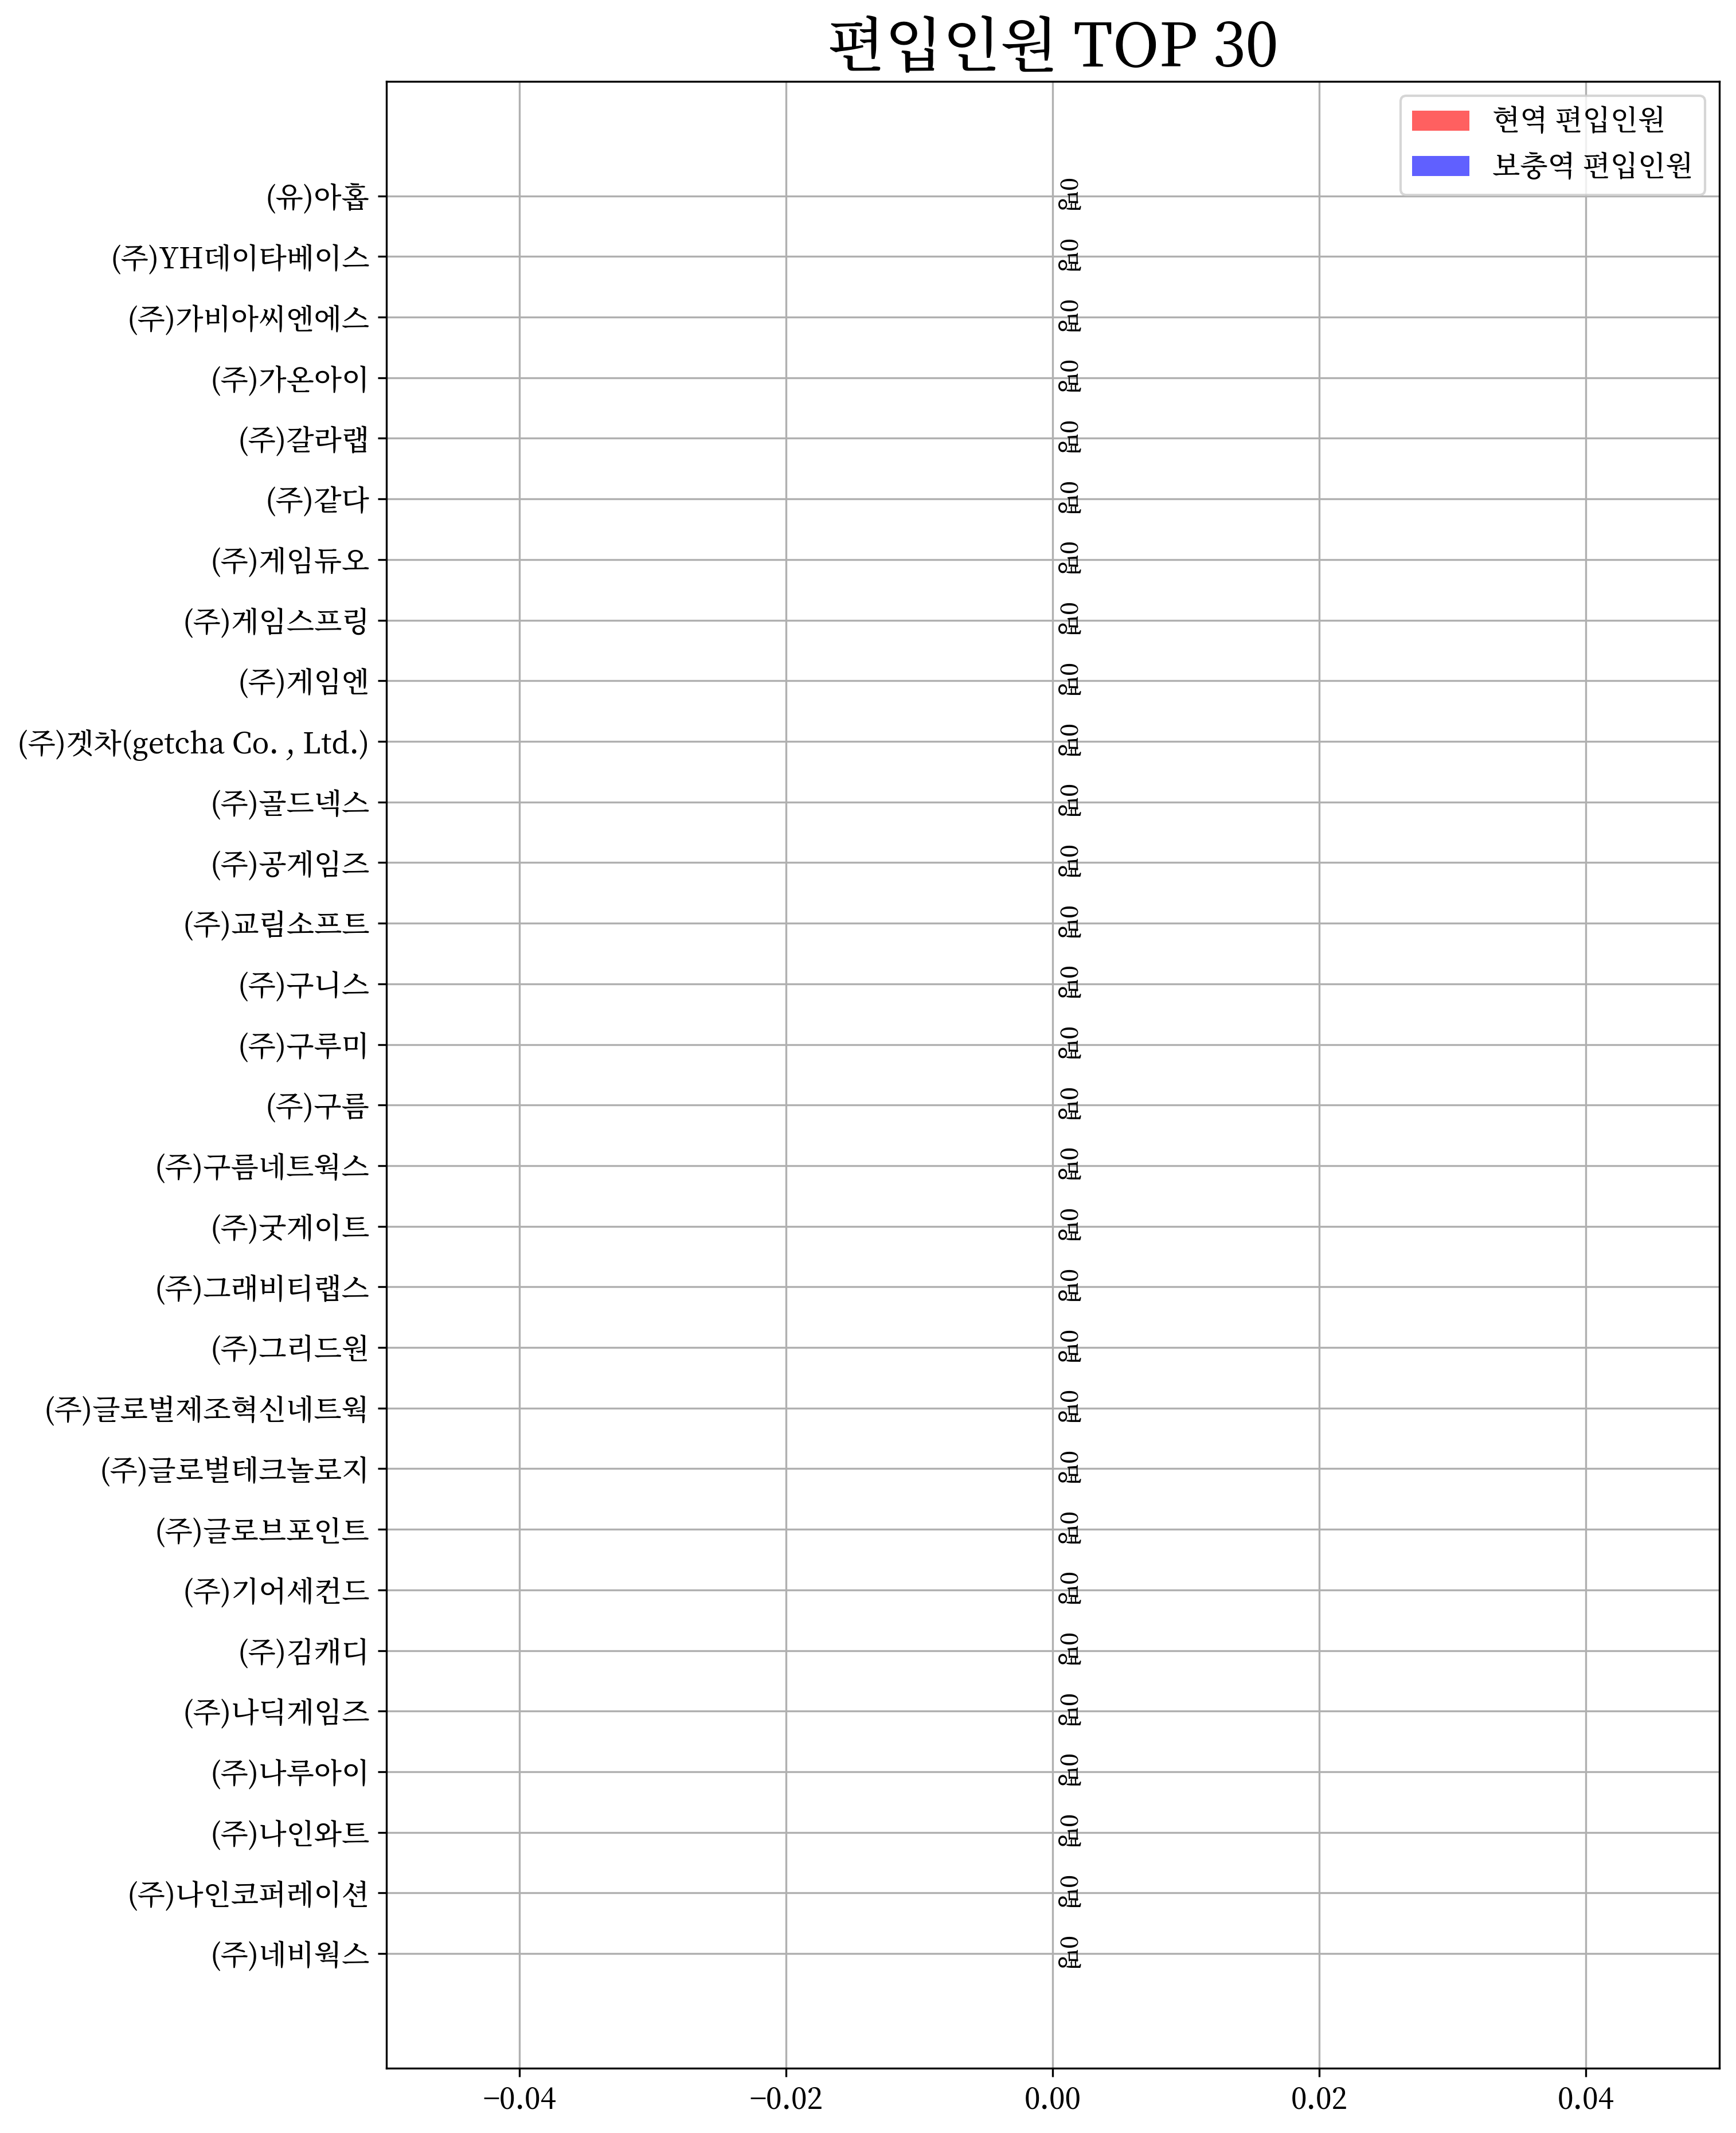 편입인원 TOP 30
현역 편입인원
보충역 편입인원
(유)아홉
0명
(주)YH데이타베이스
0명
(주)가비아씨엔에스
0명
(주)가온아이
0명
(주)갈라랩
0명
(주)같다
0명
(주)게임듀오
0명
(주)게임스프링
0명
(주)게임엔
0명
(주)겟차(getcha Co. , Ltd.)
0명
(주)골드넥스
0명
(주)공게임즈
0명
(주)교림소프트
0명
(주)구니스
0명
(주)구루미
0명
(주)구름
0명
(주)구름네트웍스
0명
(주)굿게이트
0명
(주)그래비티랩스
0명
(주)그리드원
0명
(주)글로벌제조혁신네트웍
0명
(주)글로벌테크놀로지
0명
(주)글로브포인트
0명
(주)기어세컨드
0명
(주)김캐디
0명
(주)나딕게임즈
0명
(주)나루아이
0명
(주)나인와트
0명
(주)나인코퍼레이션
0명
(주)네비웍스
0명
−0.04 −0.02 0.00 0.02 0.04